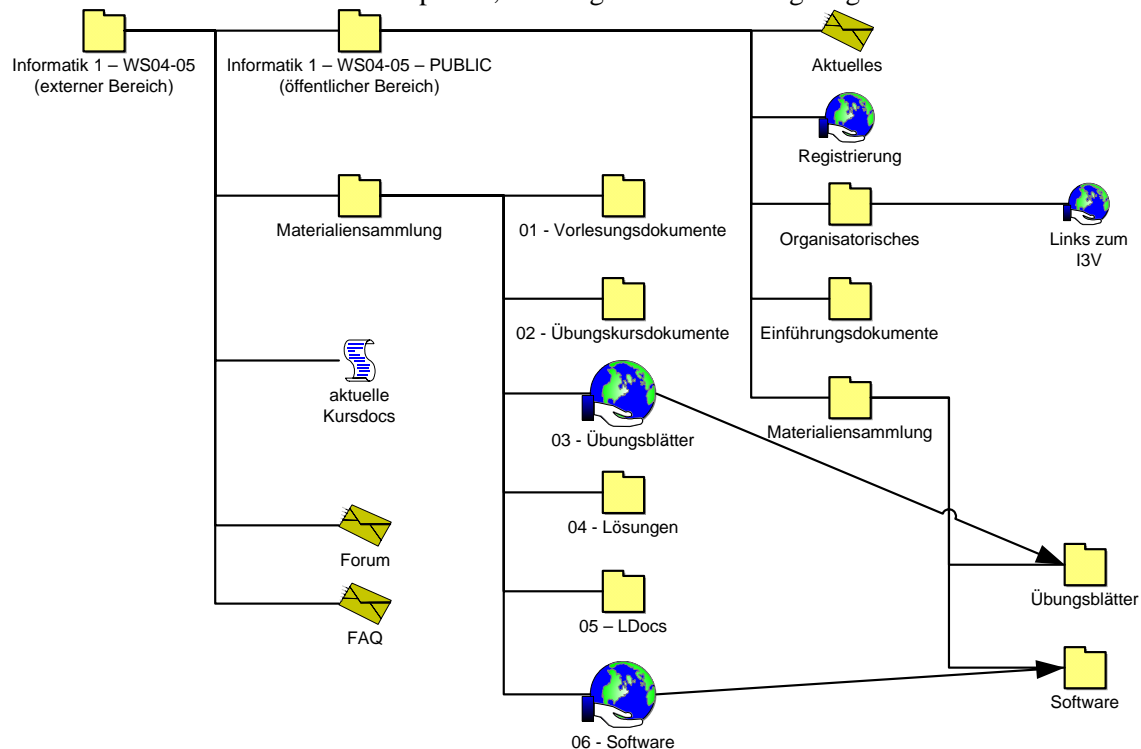 Informatik 1 – WS04-05
(externer Bereich)
Informatik 1 – WS04-05 – PUBLIC
(öffentlicher Bereich)
Aktuelles
Registrierung
Materialiensammlung
01 - Vorlesungsdokumente
Organisatorisches
Links zum
I3V
02 - Übungskursdokumente
Einführungsdokumente
aktuelle
Kursdocs
03 - Übungsblätter
Materialiensammlung
04 - Lösungen
Forum
Übungsblätter
05 – LDocs
FAQ
Software
06 - Software